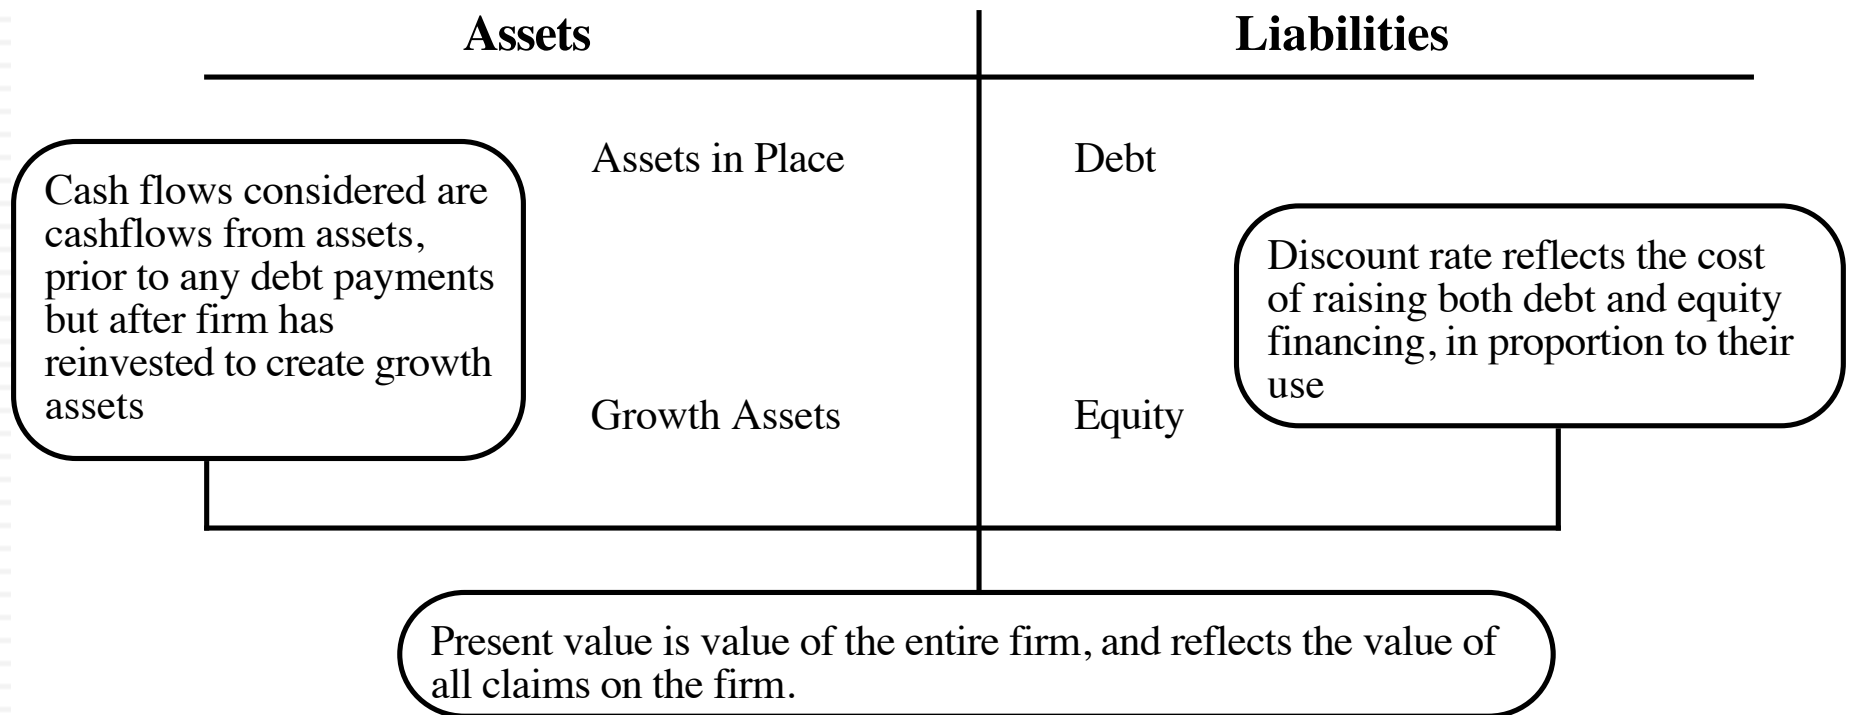 Assets
Liabilities
Assets in Place
Debt
Cash flows considered are
cashflows from assets,
prior to any debt payments
but after firm has
reinvested to create growth
assets
Discount rate reflects the cost
of raising both debt and equity
financing, in proportion to their
use
Growth Assets
Equity
Present value is value of the entire firm, and reflects the value of
all claims on the firm.